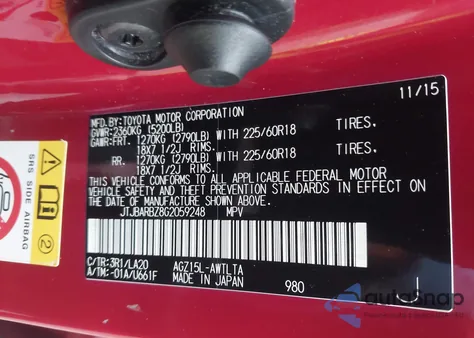 11/15
MFD.BY:TOYOTA MOTOR CORPORATION
GVWR:2360KG (5200LB)
GAWR:FRT. 1270KG (2790LB) WITH 225/60R18 TIRES.
18X7 1/2J RIMS.
RR. 1270KG (2790LB) WITH 225/60R18 TIRES.
18X7 1/2J RIMS.
THIS VEHICLE CONFORMS TO ALL APPLICABLE FEDERAL MOTOR
VEHICLE SAFETY AND THEFT PREVENTION STANDARDS IN EFFECT ON
THE DATE OF MANUFACTURE SHOWN ABOVE.
JTJBARBZ8G2059248 MPV
C/TR:3R1/LA20 AGZ15L-AWTLTA
A/TM:-01A/U661F MADE IN JAPAN 980
SRS SIDE AIRBAG
autoSnap